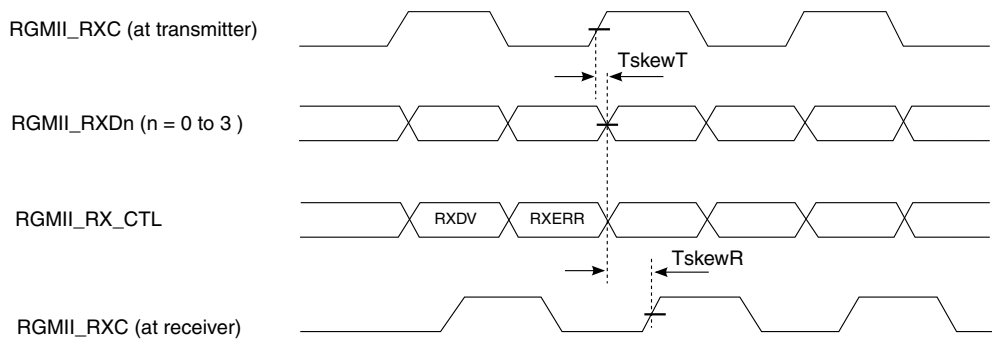 RGMII_RXC (at transmitter)
TskewT
RGMII_RXDn (n = 0 to 3 )
RGMII_RX_CTL
RXDV
RXERR
TskewR
RGMII_RXC (at receiver)